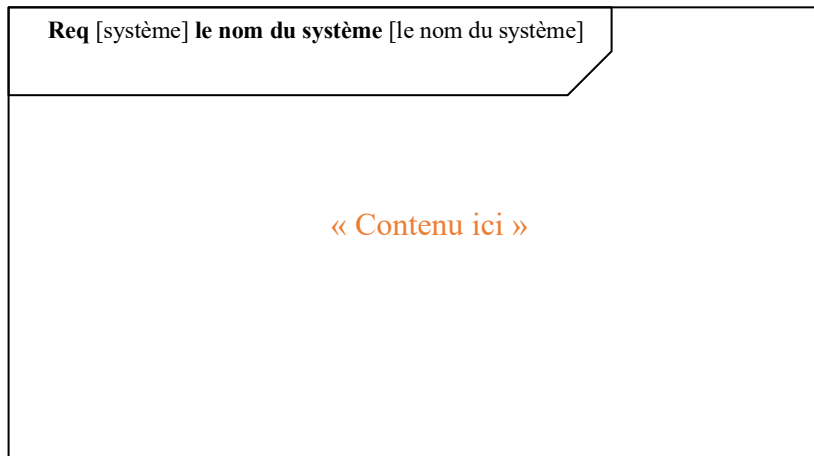 Req [système] le nom du système [le nom du système]
« Contenu ici »